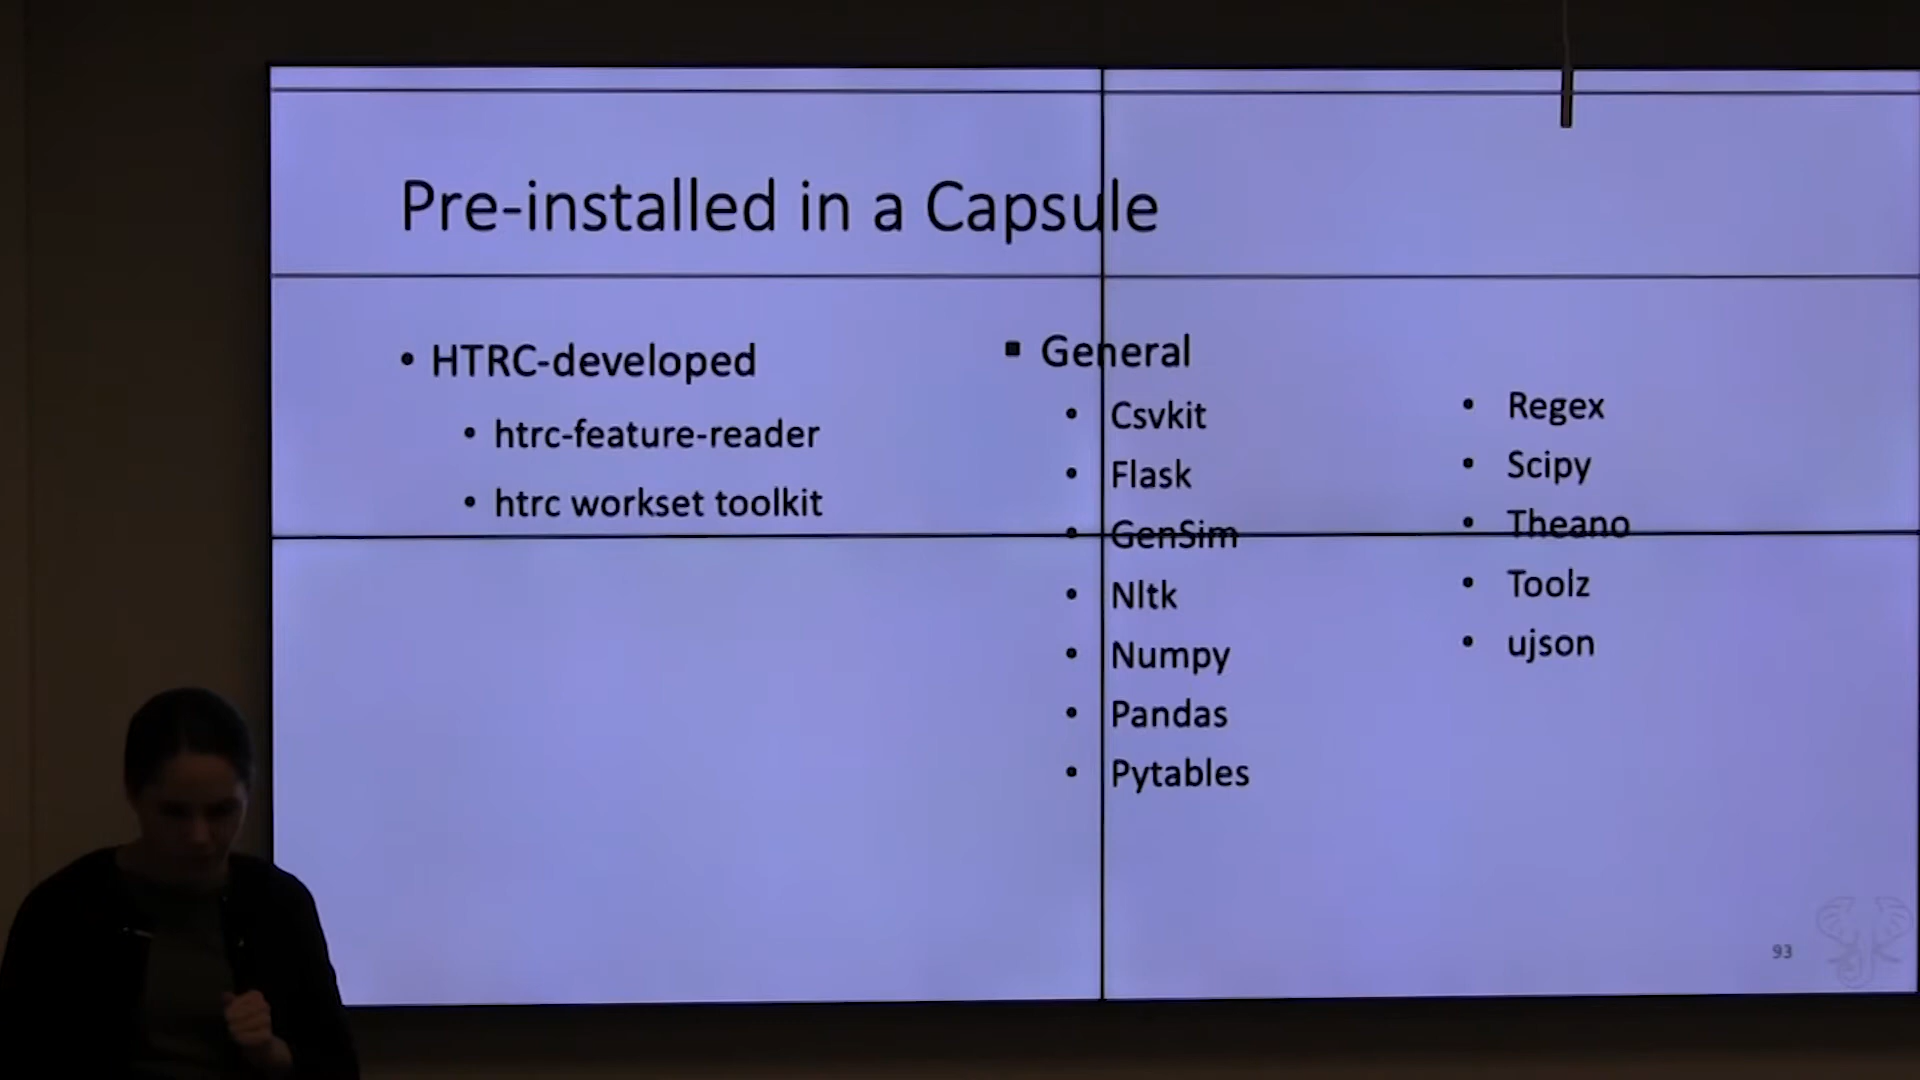 Pre-installed in a Capsule
• HTRC-developed
• htrc-feature-reader
• htrc workset toolkit
▪ General
• Csvkit
• Flask
• GenSim
• Nltk
• Numpy
• Pandas
• Pytables
• Regex
• Scipy
• Theano
• Toolz
• ujson
93